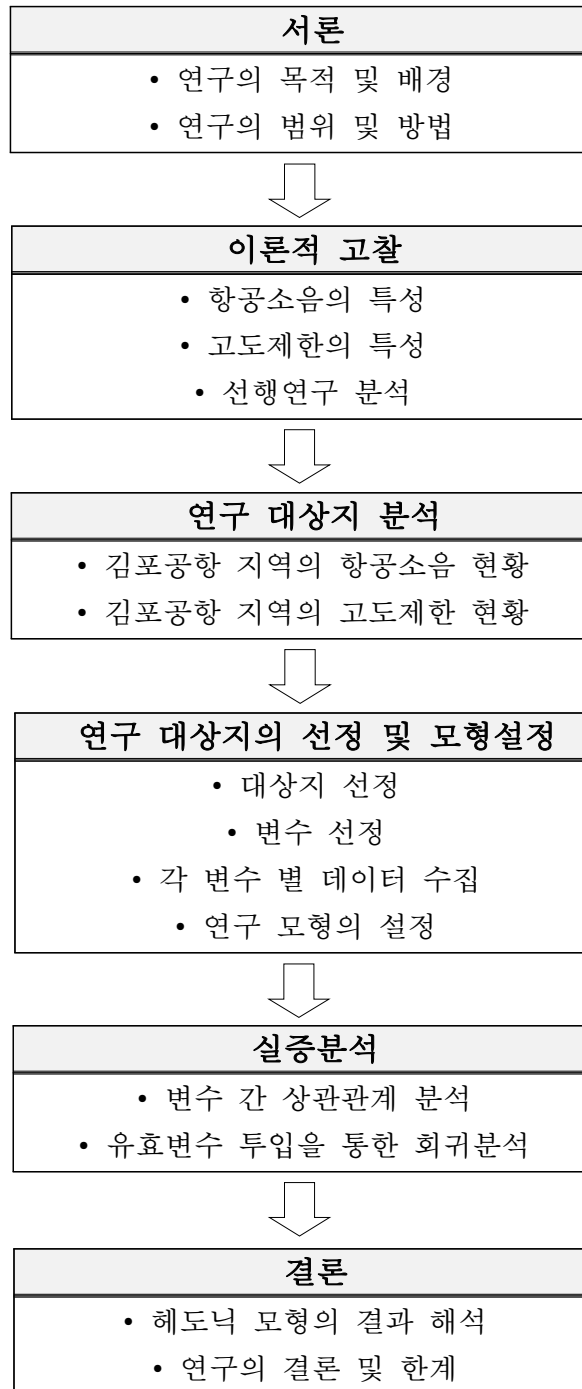 서론
• 연구의 목적 및 배경
• 연구의 범위 및 방법
이론적 고찰
• 항공소음의 특성
• 고도제한의 특성
• 선행연구 분석
연구 대상지 분석
• 김포공항 지역의 항공소음 현황
• 김포공항 지역의 고도제한 현황
연구 대상지의 선정 및 모형설정
• 대상지 선정
• 변수 선정
• 각 변수 별 데이터 수집
• 연구 모형의 설정
실증분석
• 변수 간 상관관계 분석
• 유효변수 투입을 통한 회귀분석
결론
• 헤도닉 모형의 결과 해석
• 연구의 결론 및 한계